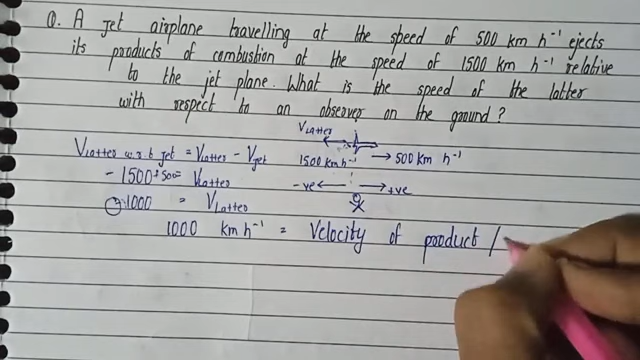 Q. A jet airplane travelling at the speed of 500 km h⁻¹ ejects
its products of combustion at the speed of 1500 km h⁻¹ relative
to the jet plane. What is the speed of the latter
with respect to an observer on the ground?
VLatter
VLatter w.r.t jet = VLatter - VJet
1500 km h⁻¹ → 500 km h⁻¹
- 1500 + 500 = VLatter
-ve ← → +ve
- 1000 = VLatter
1000 km h⁻¹ = Velocity of product /